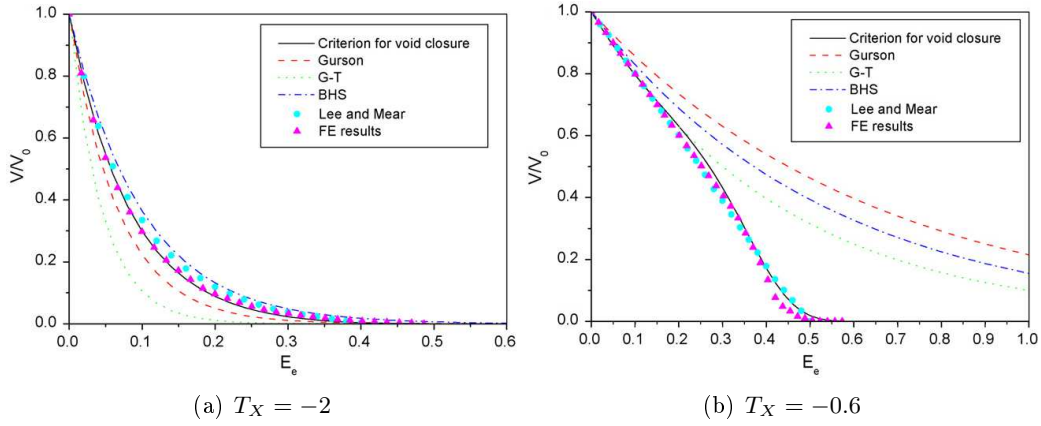 V/V0
1.0
0.8
0.6
0.4
0.2
0.0
0.0 0.1 0.2 0.3 0.4 0.5 0.6
Ee
Criterion for void closure
Gurson
G-T
BHS
Lee and Mear
FE results
(a) TX = −2
V/V0
1.0
0.8
0.6
0.4
0.2
0.0
0.0 0.1 0.2 0.3 0.4 0.5 0.6 0.7 0.8 0.9 1.0
Ee
Criterion for void closure
Gurson
G-T
BHS
Lee and Mear
FE results
(b) TX = −0.6